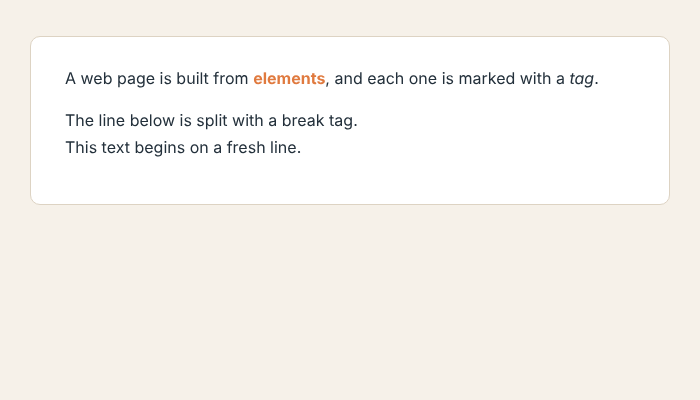 A web page is built from elements, and each one is marked with a tag.
The line below is split with a break tag.
This text begins on a fresh line.